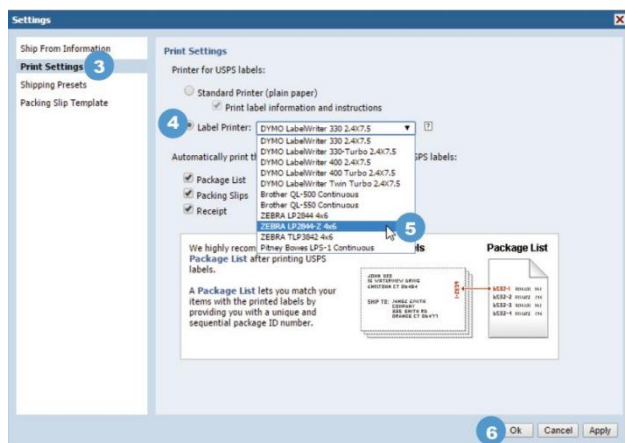 Settings
X
Ship From Information
Print Settings
3
Shipping Presets
Packing Slip Template
Print Settings
Printer for USPS labels:
Standard Printer (plain paper)
Print label information and instructions
4
Label Printer:
DYMO LabelWriter 330 2.4X7.5
?
DYMO LabelWriter 330 2.4X7.5
DYMO LabelWriter 330-Turbo 2.4X7.5
DYMO LabelWriter 400 2.4X7.5
DYMO LabelWriter 400 Turbo 2.4X7.5
DYMO LabelWriter Twin Turbo 2.4X7.5
Brother QL-500 Continuous
Brother QL-550 Continuous
ZEBRA LP2844 4x6
ZEBRA LP2844-Z 4x6
5
ZEBRA TLP3842 4x6
Pitney Bowes LPS-1 Continuous
Automatically print th
PS labels:
Package List
Packing Slips
Receipt
We highly recom
Package List after printing USPS
labels.
A Package List lets you match your
items with the printed labels by
providing you with a unique and
sequential package ID number.
ls
Package List
JOHN DOE
SHIP TO:
COMPANY
6
Ok
Cancel
Apply